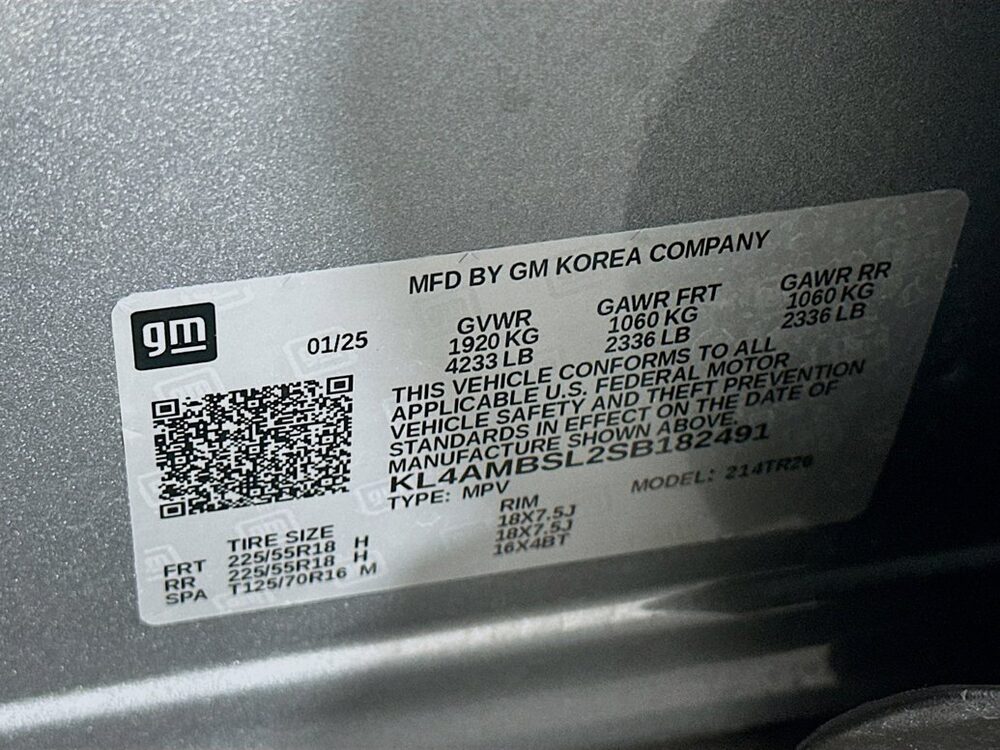 MFD BY GM KOREA COMPANY
gm
01/25
GVWR GAWR FRT GAWR RR
1920 KG 1060 KG 1060 KG
4233 LB 2336 LB 2336 LB
THIS VEHICLE CONFORMS TO ALL
APPLICABLE U.S. FEDERAL MOTOR
VEHICLE SAFETY AND THEFT PREVENTION
STANDARDS IN EFFECT ON THE DATE OF
MANUFACTURE SHOWN ABOVE.
KL4AMBSL2SB182491
TYPE: MPV MODEL: 214TR26
TIRE SIZE RIM
FRT 225/55R18 H 18X7.5J
RR 225/55R18 H 18X7.5J
SPA T125/70R16 M 16X4BT